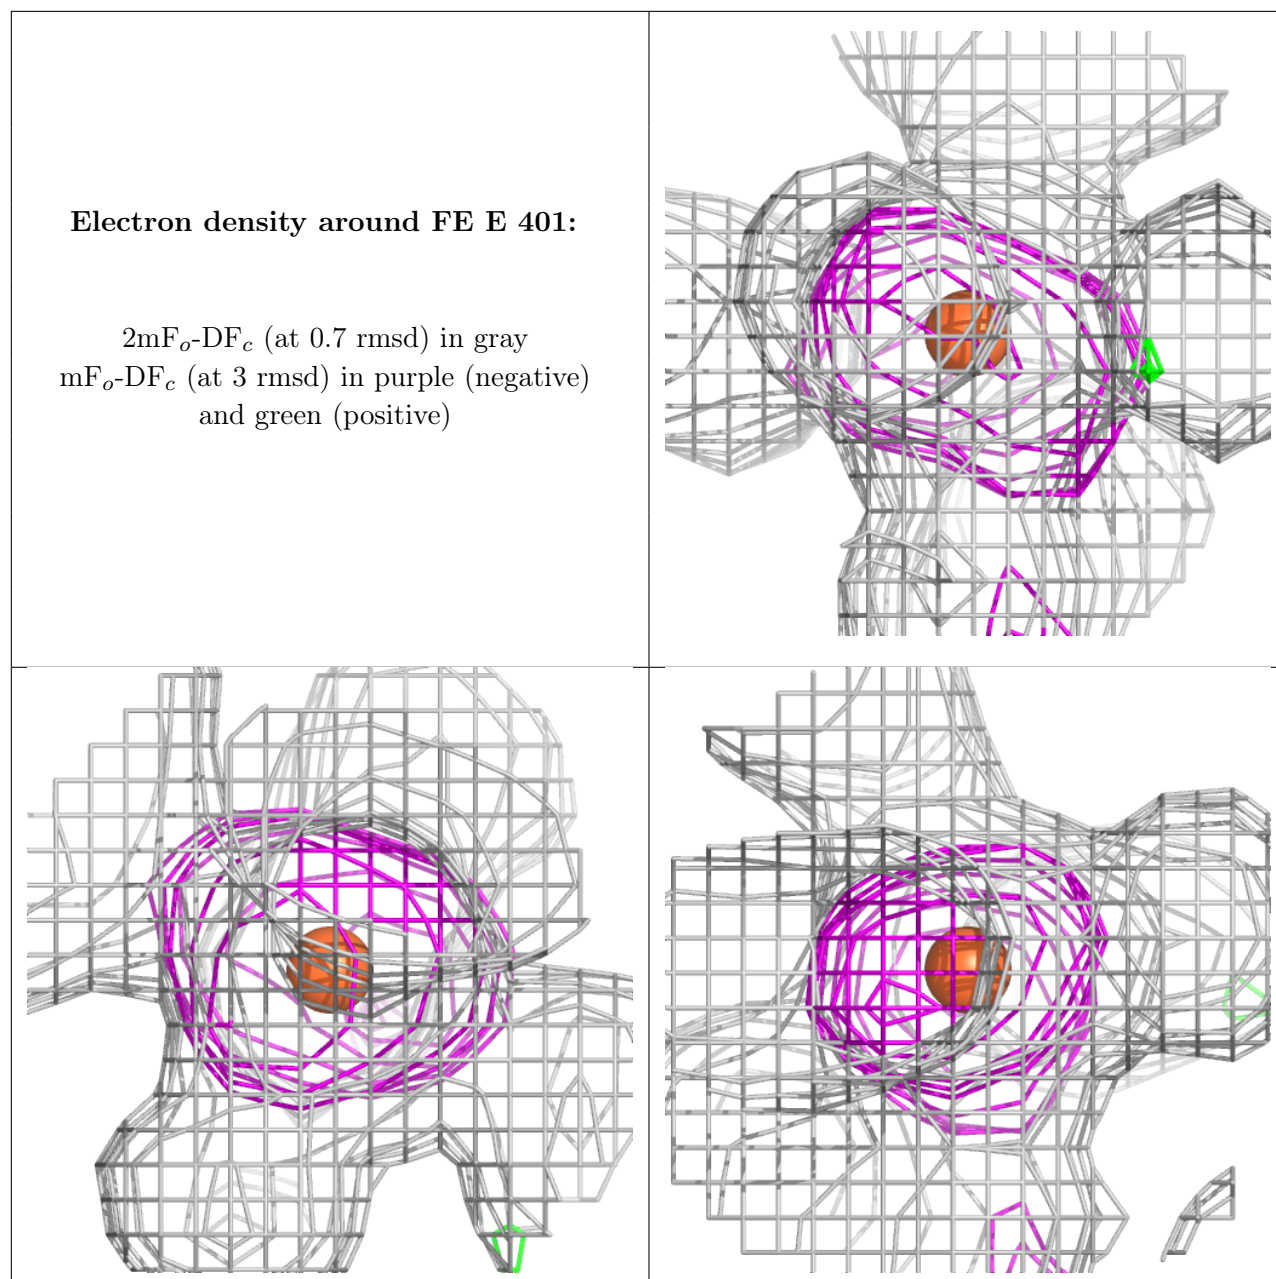 Electron density around FE E 401:
2mFo-DFc (at 0.7 rmsd) in gray
mFo-DFc (at 3 rmsd) in purple (negative)
and green (positive)